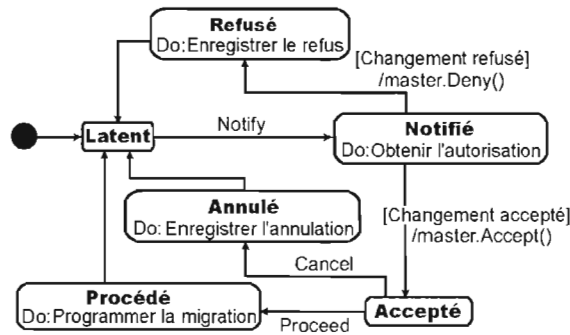 Refusé
Do:Enregistrer le refus
[Changement refusé]
/master.Deny()
Latent
Notify
Notifié
Do:Obtenir l'autorisation
Annulé
Do: Enregistrer l'annulation
[Changement accepté]
/master.Accept()
Cancel
Procédé
Do:Programmer la migration
Proceed
Accepté